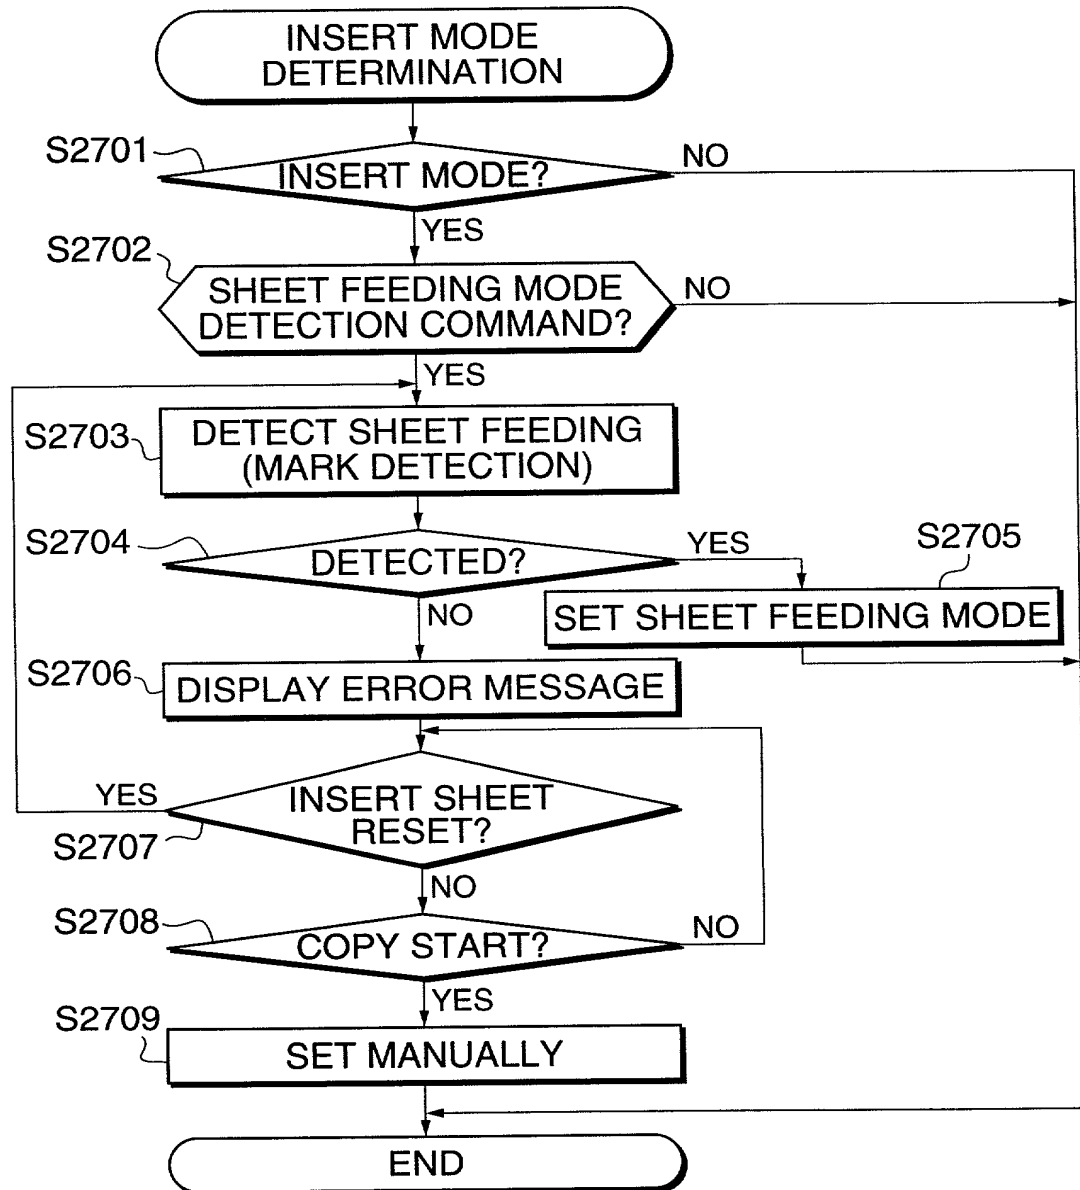 INSERT MODE
DETERMINATION
S2701
INSERT MODE?
NO
YES
S2702
SHEET FEEDING MODE
DETECTION COMMAND?
NO
YES
S2703
DETECT SHEET FEEDING
(MARK DETECTION)
S2704
DETECTED?
YES
S2705
SET SHEET FEEDING MODE
NO
S2706
DISPLAY ERROR MESSAGE
YES
INSERT SHEET
RESET?
S2707
NO
S2708
COPY START?
NO
YES
S2709
SET MANUALLY
END